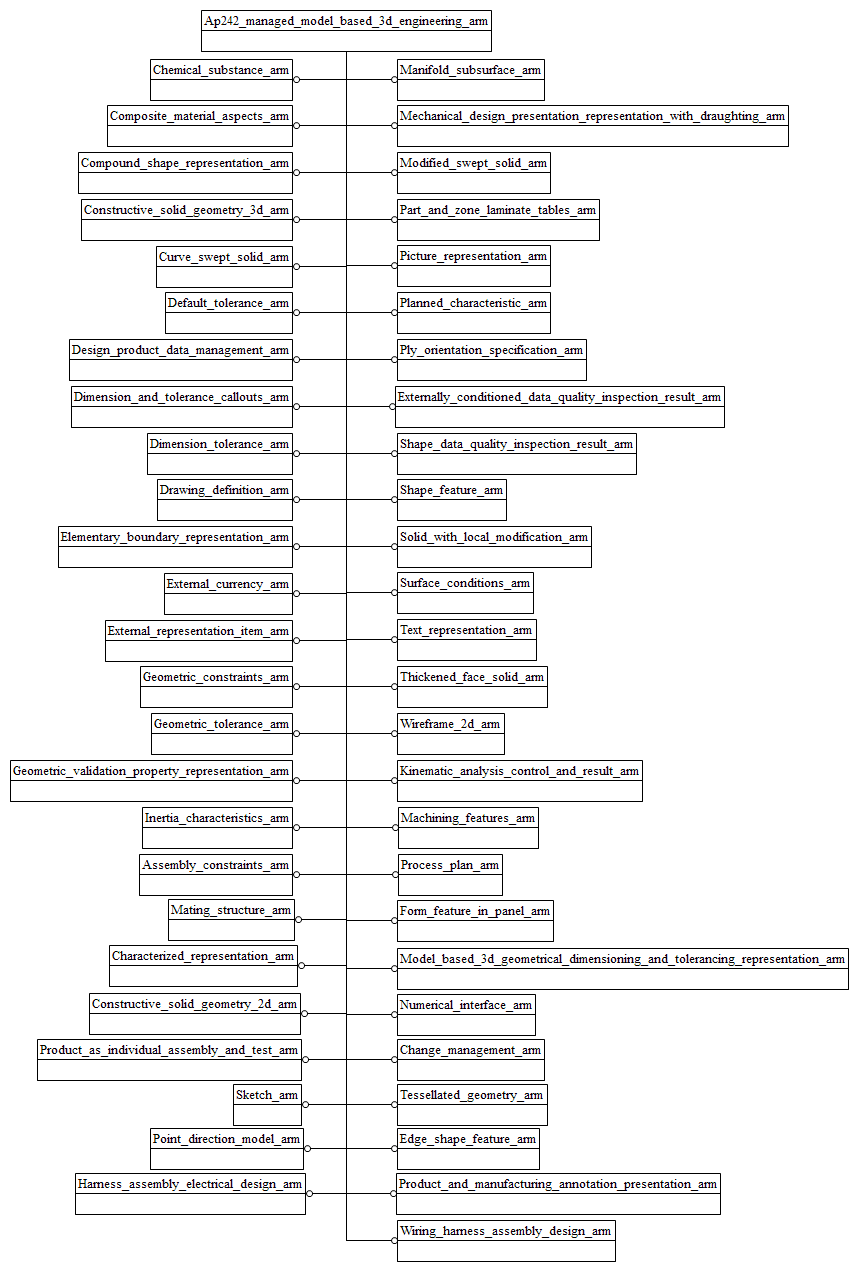 Ap242_managed_model_based_3d_engineering_arm
Chemical_substance_arm
Manifold_subsurface_arm
Composite_material_aspects_arm
Mechanical_design_presentation_representation_with_draughting_arm
Compound_shape_representation_arm
Modified_swept_solid_arm
Constructive_solid_geometry_3d_arm
Part_and_zone_laminate_tables_arm
Curve_swept_solid_arm
Picture_representation_arm
Default_tolerance_arm
Planned_characteristic_arm
Design_product_data_management_arm
Ply_orientation_specification_arm
Dimension_and_tolerance_callouts_arm
Externally_conditioned_data_quality_inspection_result_arm
Dimension_tolerance_arm
Shape_data_quality_inspection_result_arm
Drawing_definition_arm
Shape_feature_arm
Elementary_boundary_representation_arm
Solid_with_local_modification_arm
External_currency_arm
Surface_conditions_arm
External_representation_item_arm
Text_representation_arm
Geometric_constraints_arm
Thickened_face_solid_arm
Geometric_tolerance_arm
Wireframe_2d_arm
Geometric_validation_property_representation_arm
Kinematic_analysis_control_and_result_arm
Inertia_characteristics_arm
Machining_features_arm
Assembly_constraints_arm
Process_plan_arm
Mating_structure_arm
Form_feature_in_panel_arm
Characterized_representation_arm
Model_based_3d_geometrical_dimensioning_and_tolerancing_representation_arm
Constructive_solid_geometry_2d_arm
Numerical_interface_arm
Product_as_individual_assembly_and_test_arm
Change_management_arm
Sketch_arm
Tessellated_geometry_arm
Point_direction_model_arm
Edge_shape_feature_arm
Harness_assembly_electrical_design_arm
Product_and_manufacturing_annotation_presentation_arm
Wiring_harness_assembly_design_arm